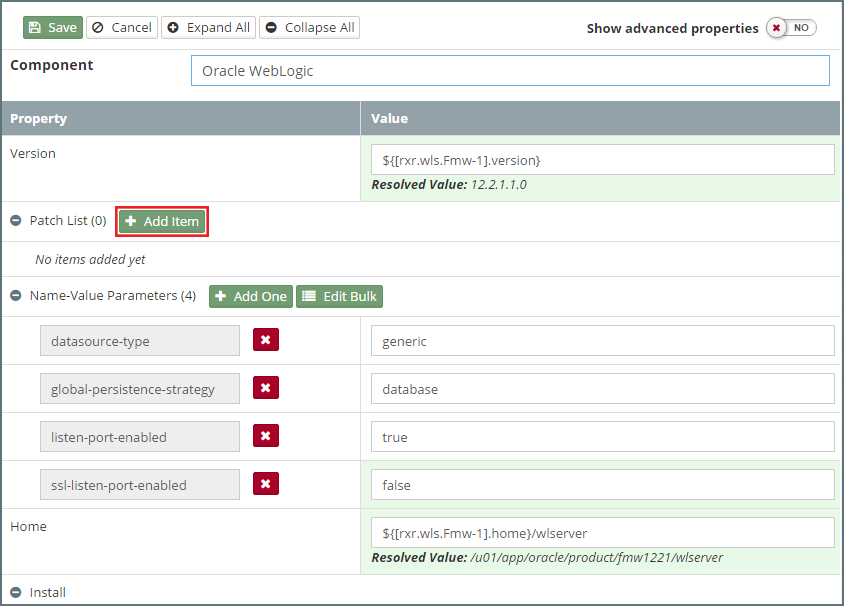 Save Cancel Expand All Collapse All Show advanced properties NO
Component Oracle WebLogic
Property Value
Version ${[rxr.wls.Fmw-1].version}
Resolved Value: 12.2.1.1.0
Patch List (0) Add Item
No items added yet
Name-Value Parameters (4) Add One Edit Bulk
datasource-type generic
global-persistence-strategy database
listen-port-enabled true
ssl-listen-port-enabled false
Home ${[rxr.wls.Fmw-1].home}/wlserver
Resolved Value: /u01/app/oracle/product/fmw1221/wlserver
Install